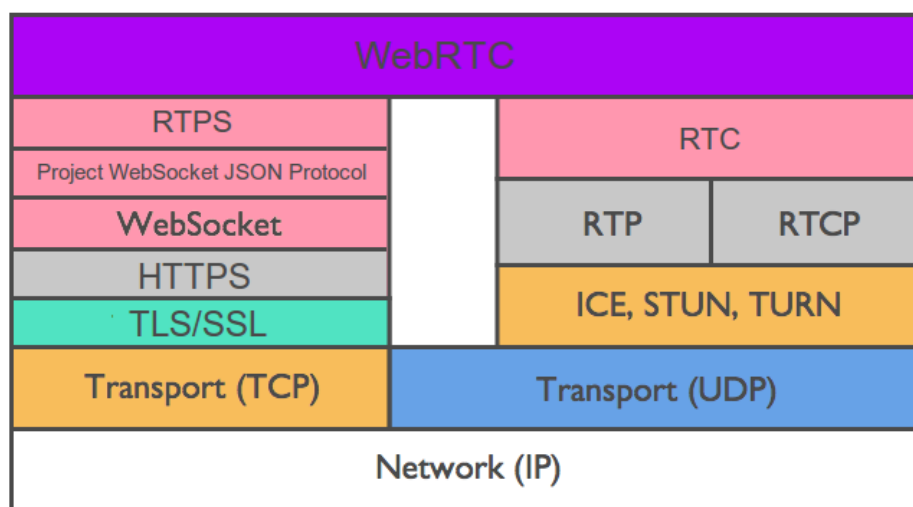 WebRTC
RTPS
Project WebSocket JSON Protocol
WebSocket
HTTPS
TLS/SSL
Transport (TCP)
RTC
RTP
RTCP
ICE, STUN, TURN
Transport (UDP)
Network (IP)